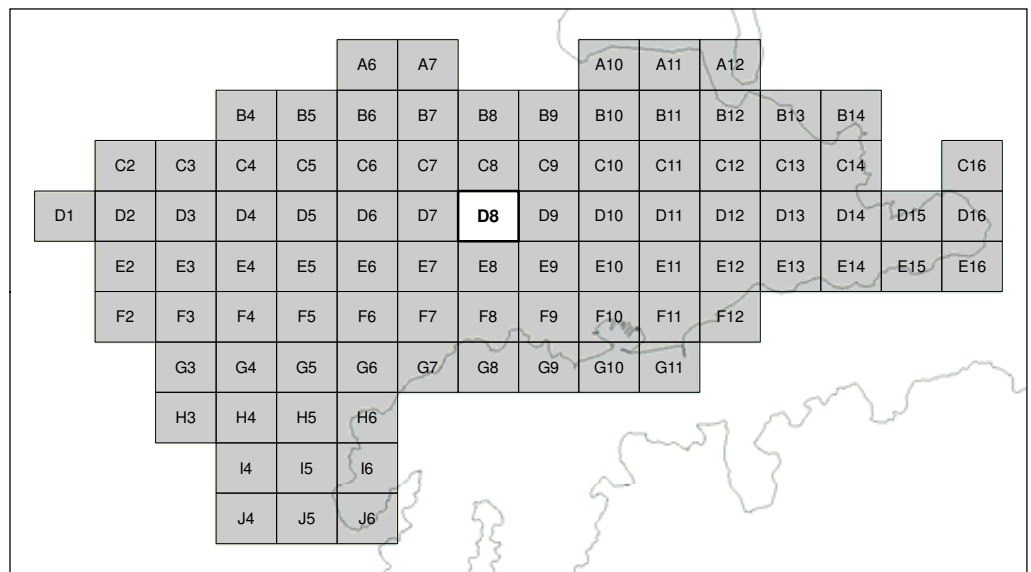 A6 A7 A10 A11 A12
B4 B5 B6 B7 B8 B9 B10 B11 B12 B13 B14
C2 C3 C4 C5 C6 C7 C8 C9 C10 C11 C12 C13 C14 C16
D1 D2 D3 D4 D5 D6 D7 D8 D9 D10 D11 D12 D13 D14 D15 D16
E2 E3 E4 E5 E6 E7 E8 E9 E10 E11 E12 E13 E14 E15 E16
F2 F3 F4 F5 F6 F7 F8 F9 F10 F11 F12
G3 G4 G5 G6 G7 G8 G9 G10 G11
H3 H4 H5 H6
I4 I5 I6
J4 J5 J6